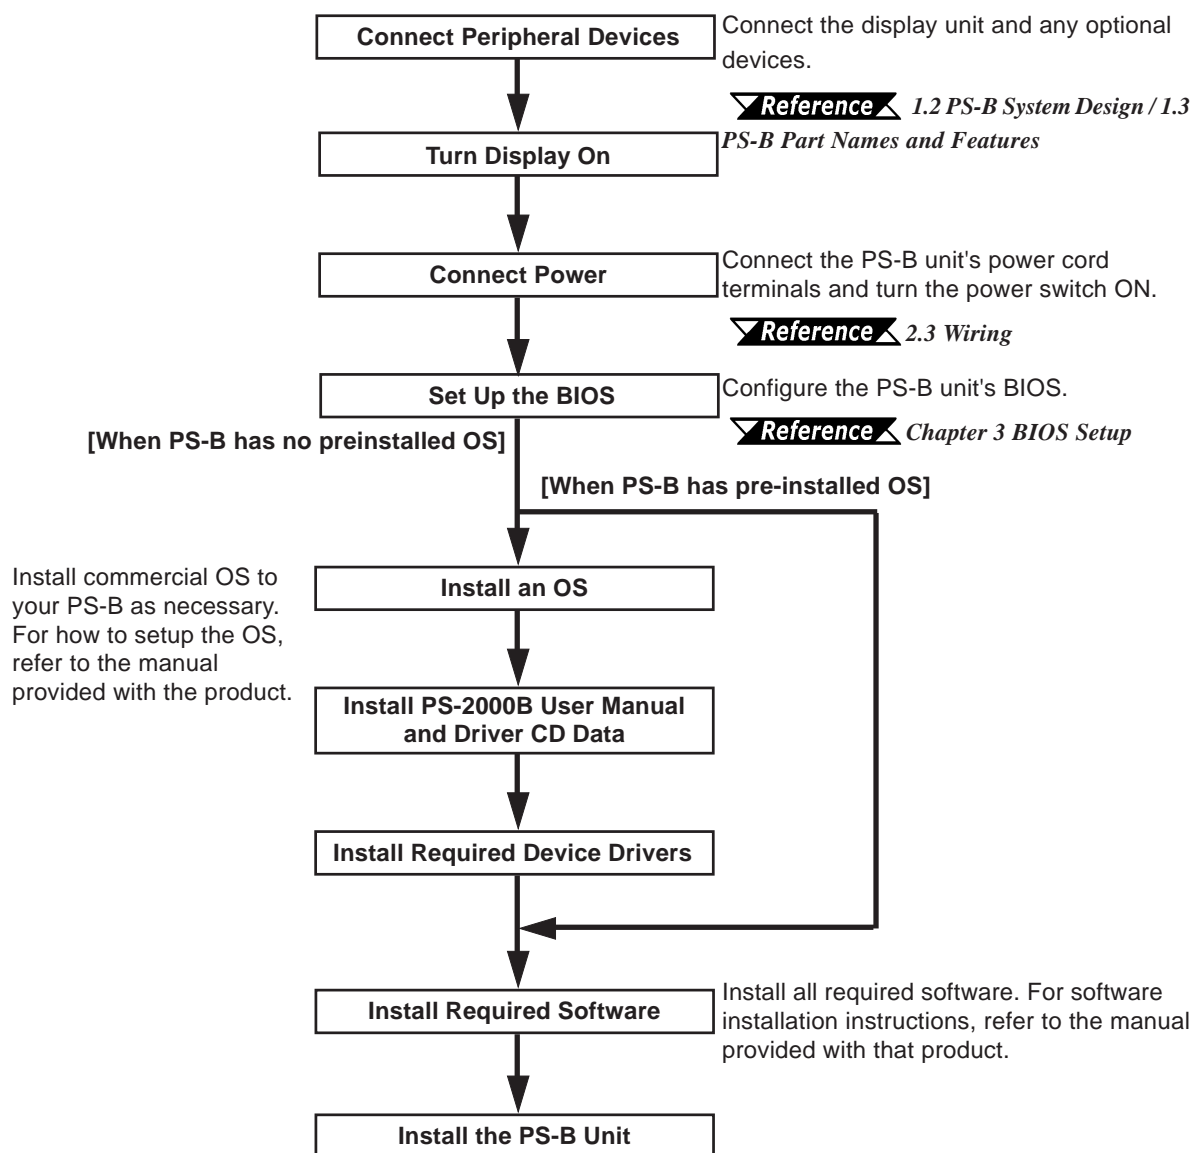 Connect Peripheral Devices
Connect the display unit and any optional
devices.
Reference 1.2 PS-B System Design / 1.3
PS-B Part Names and Features
Turn Display On
Connect Power
Connect the PS-B unit's power cord
terminals and turn the power switch ON.
Reference 2.3 Wiring
Set Up the BIOS
Configure the PS-B unit's BIOS.
Reference Chapter 3 BIOS Setup
[When PS-B has no preinstalled OS]
[When PS-B has pre-installed OS]
Install commercial OS to
your PS-B as necessary.
For how to setup the OS,
refer to the manual
provided with the product.
Install an OS
Install PS-2000B User Manual
and Driver CD Data
Install Required Device Drivers
Install Required Software
Install all required software. For software
installation instructions, refer to the manual
provided with that product.
Install the PS-B Unit